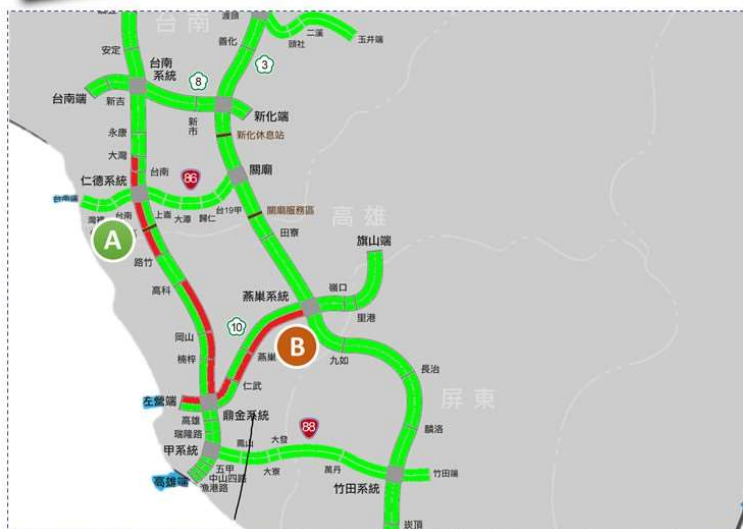 渡頭
台南
善化
頭社
二溪
玉井端
安定
台南
系統
3
8
台南端
新吉
新市
新化端
永康
新化休息站
大灣
台南
86
關廟
仁德系統
台南端
灣裡
台南
上崙
大潭
歸仁
台19甲
關廟服務區
高雄
A
田寮
旗山端
路竹
高科
燕巢系統
嶺口
里港
10
岡山
B
燕巢
九如
楠梓
長治
仁武
屏東
左營端
鼎金系統
高雄
瑞隆路
88
麟洛
鳳山
大發
五甲系統
五甲
大寮
萬丹
竹田端
中山四路
高雄端
漁港路
竹田系統
崁頂